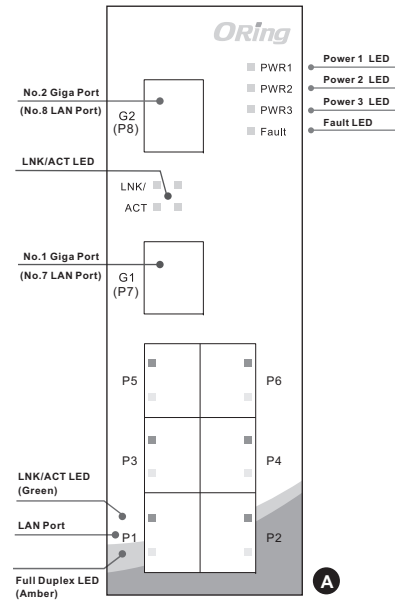 ORing
PWR1
Power 1 LED
PWR2
Power 2 LED
PWR3
Power 3 LED
Fault
Fault LED
No.2 Giga Port
(No.8 LAN Port)
G2
(P8)
LNK/ACT LED
LNK/
ACT
No.1 Giga Port
(No.7 LAN Port)
G1
(P7)
P5
P6
P3
P4
LNK/ACT LED
(Green)
LAN Port
P1
P2
Full Duplex LED
(Amber)
A